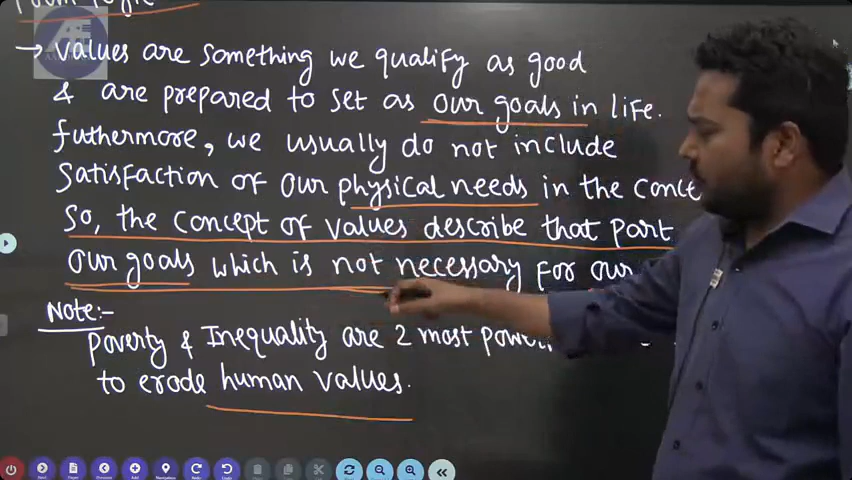 → values are something we qualify as good
& are prepared to set as our goals in life.
futhermore, we usually do not include
Satisfaction of our physical needs in the
So, the concept of values describe that part
our goals which is not necessary for our
Note:-
Poverty & Inequality are 2 most
to erode human values.